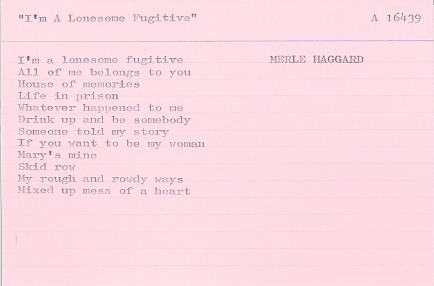 "I'm A Lonesome Fugitive" A 16439
I'm a lonesome fugitive MERLE HAGGARD
All of me belongs to you
House of memories
Life in prison
Whatever happened to me
Drink up and be somebody
Someone told my story
If you want to be my woman
Mary's mine
Skid row
My rough and rowdy ways
Mixed up mess of a heart